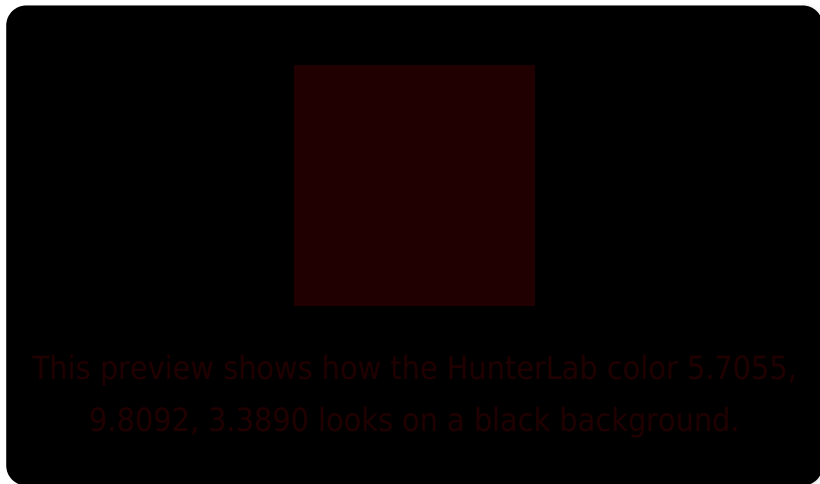 This preview shows how the HunterLab color 5.7055,
9.8092, 3.3890 looks on a black background.